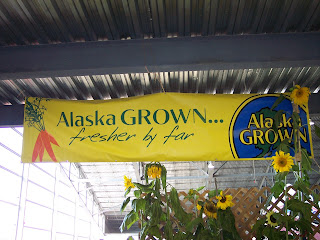 Alaska GROWN...
fresher by far
Alaska
GROWN